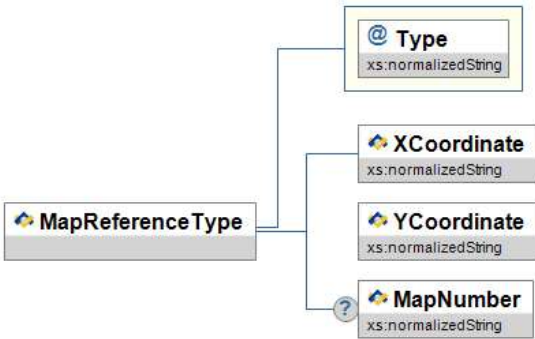 @ Type
xs:normalizedString
XCoordinate
xs:normalizedString
MapReferenceType
YCoordinate
xs:normalizedString
? MapNumber
xs:normalizedString